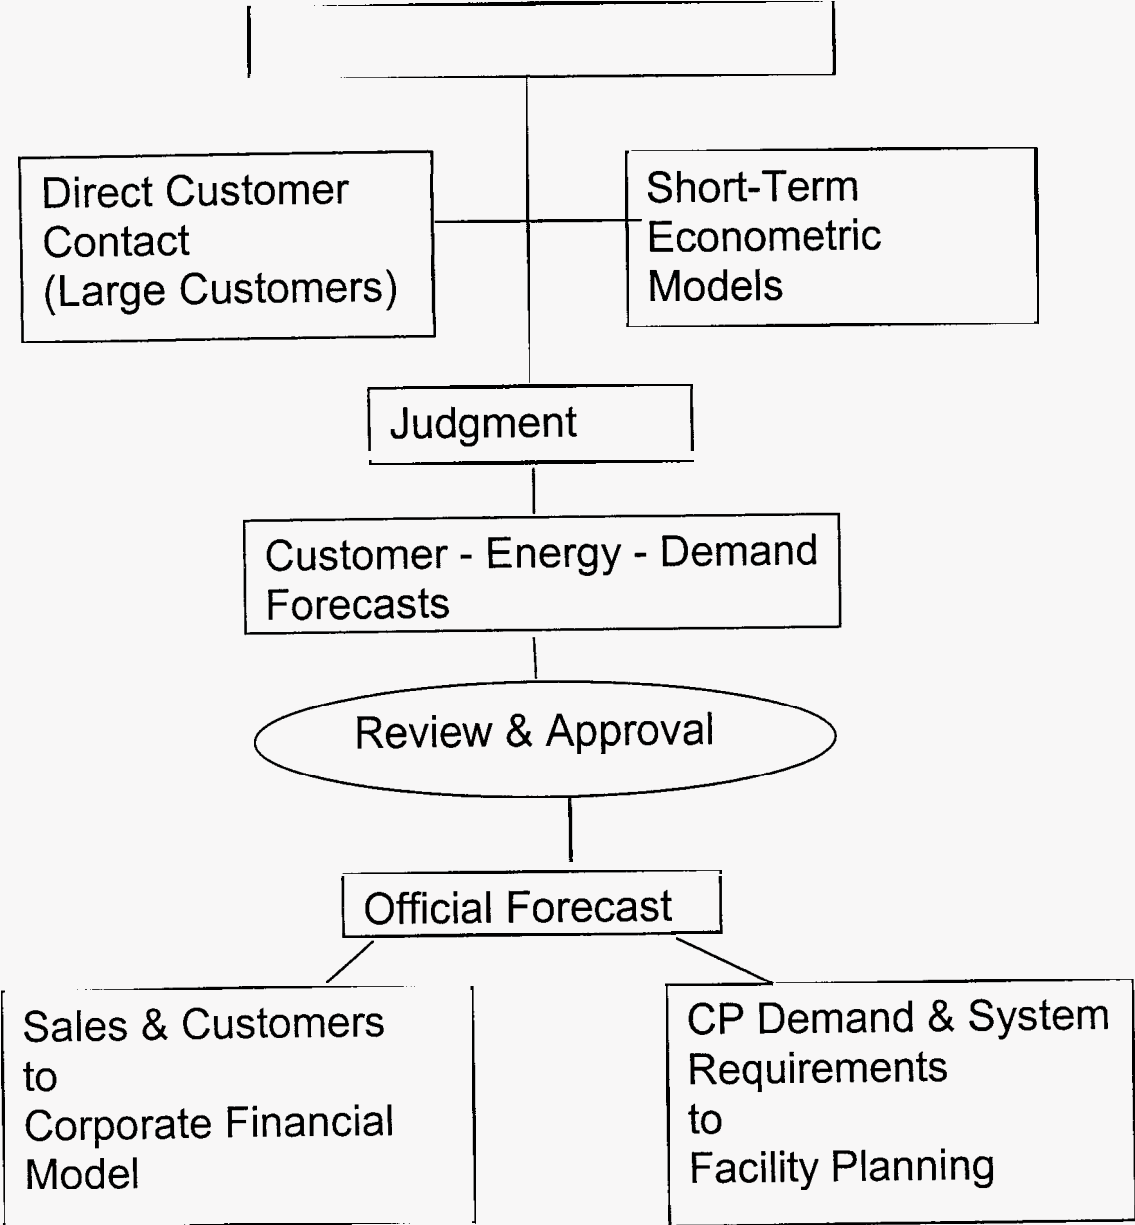 Direct Customer
Contact
(Large Customers)
Short-Term
Econometric
Models
Judgment
Customer - Energy - Demand
Forecasts
Review & Approval
Official Forecast
Sales & Customers
to
Corporate Financial
Model
CP Demand & System
Requirements
to
Facility Planning